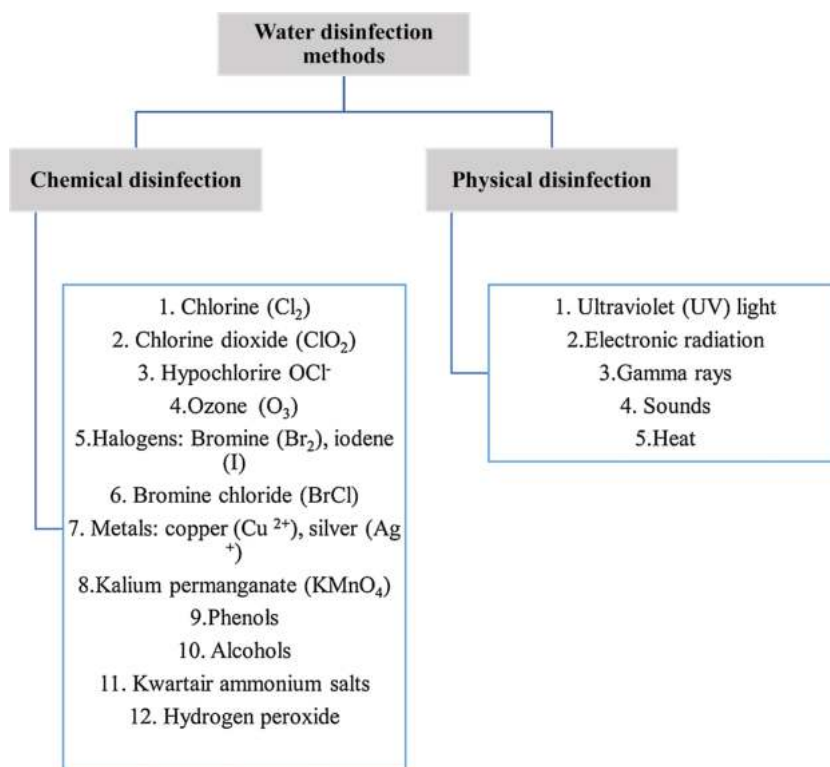 Water disinfection
methods
Chemical disinfection
Physical disinfection
1. Chlorine (Cl₂)
2. Chlorine dioxide (ClO₂)
3. Hypochlorire OCl⁻
4.Ozone (O₃)
5.Halogens: Bromine (Br₂), iodene
(I)
6. Bromine chloride (BrCl)
7. Metals: copper (Cu ²⁺), silver (Ag
⁺)
8.Kalium permanganate (KMnO₄)
9.Phenols
10. Alcohols
11. Kwartair ammonium salts
12. Hydrogen peroxide
1. Ultraviolet (UV) light
2.Electronic radiation
3.Gamma rays
4. Sounds
5.Heat